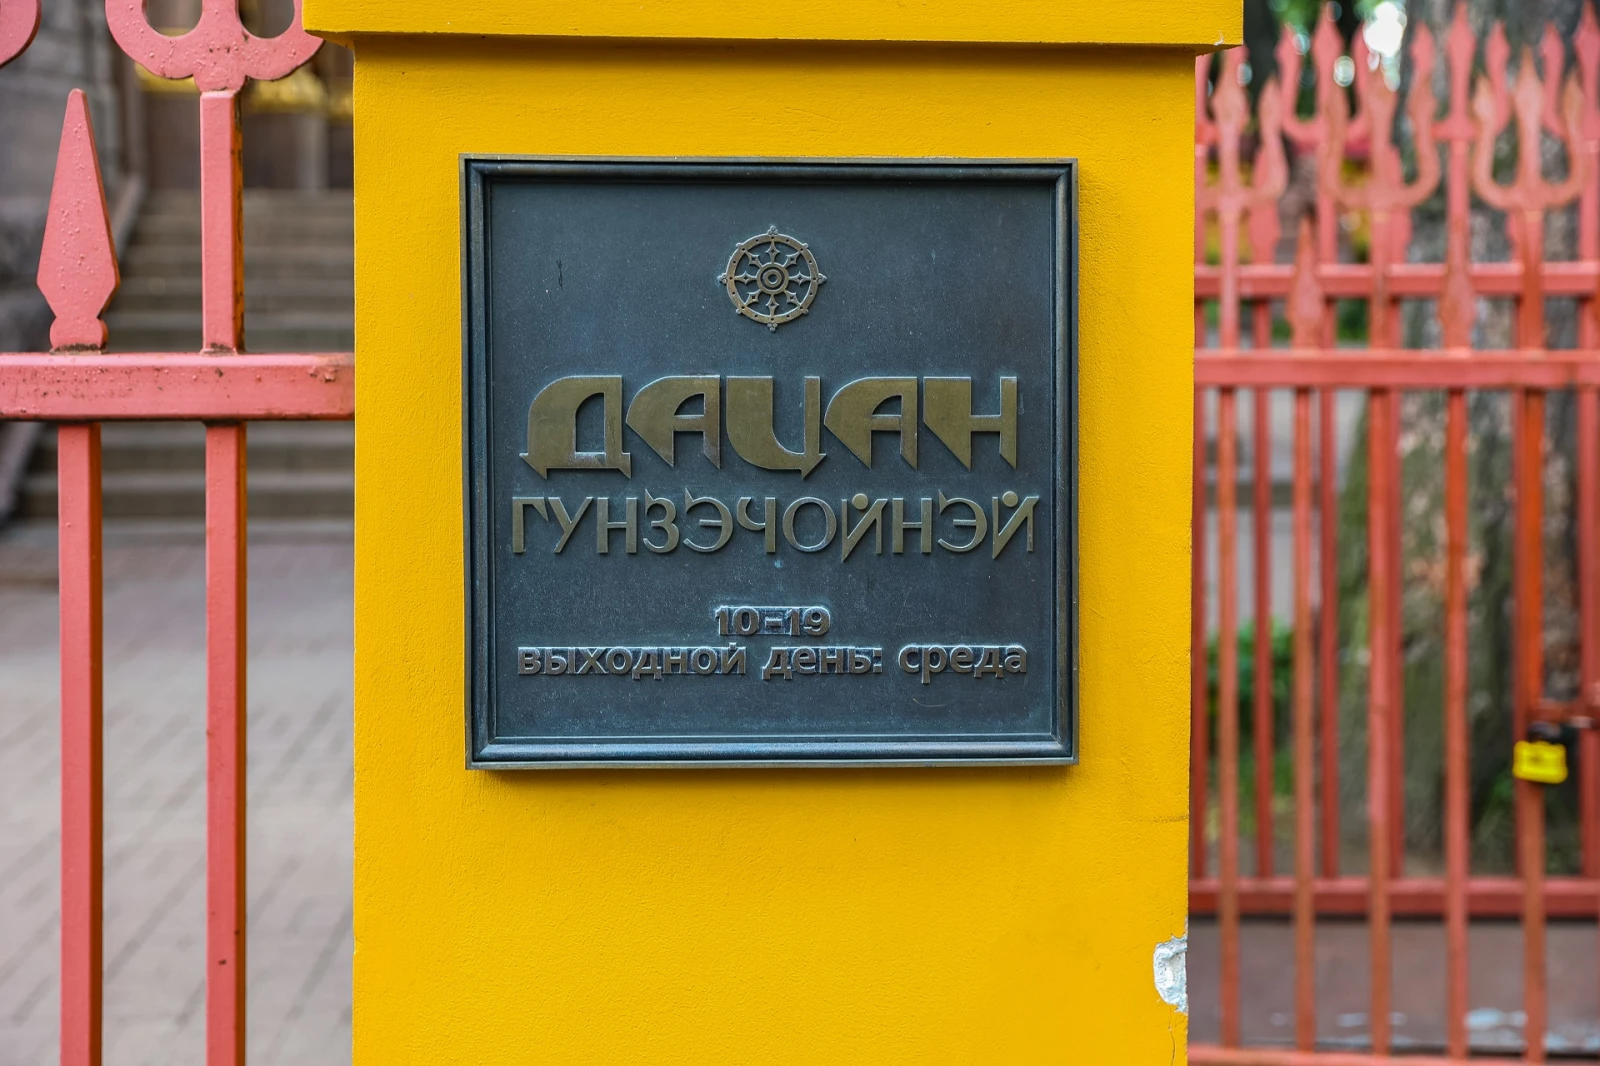 ДАЦАН
ГУНЗЭЧОЙНЭЙ
10-19
выходной день: среда